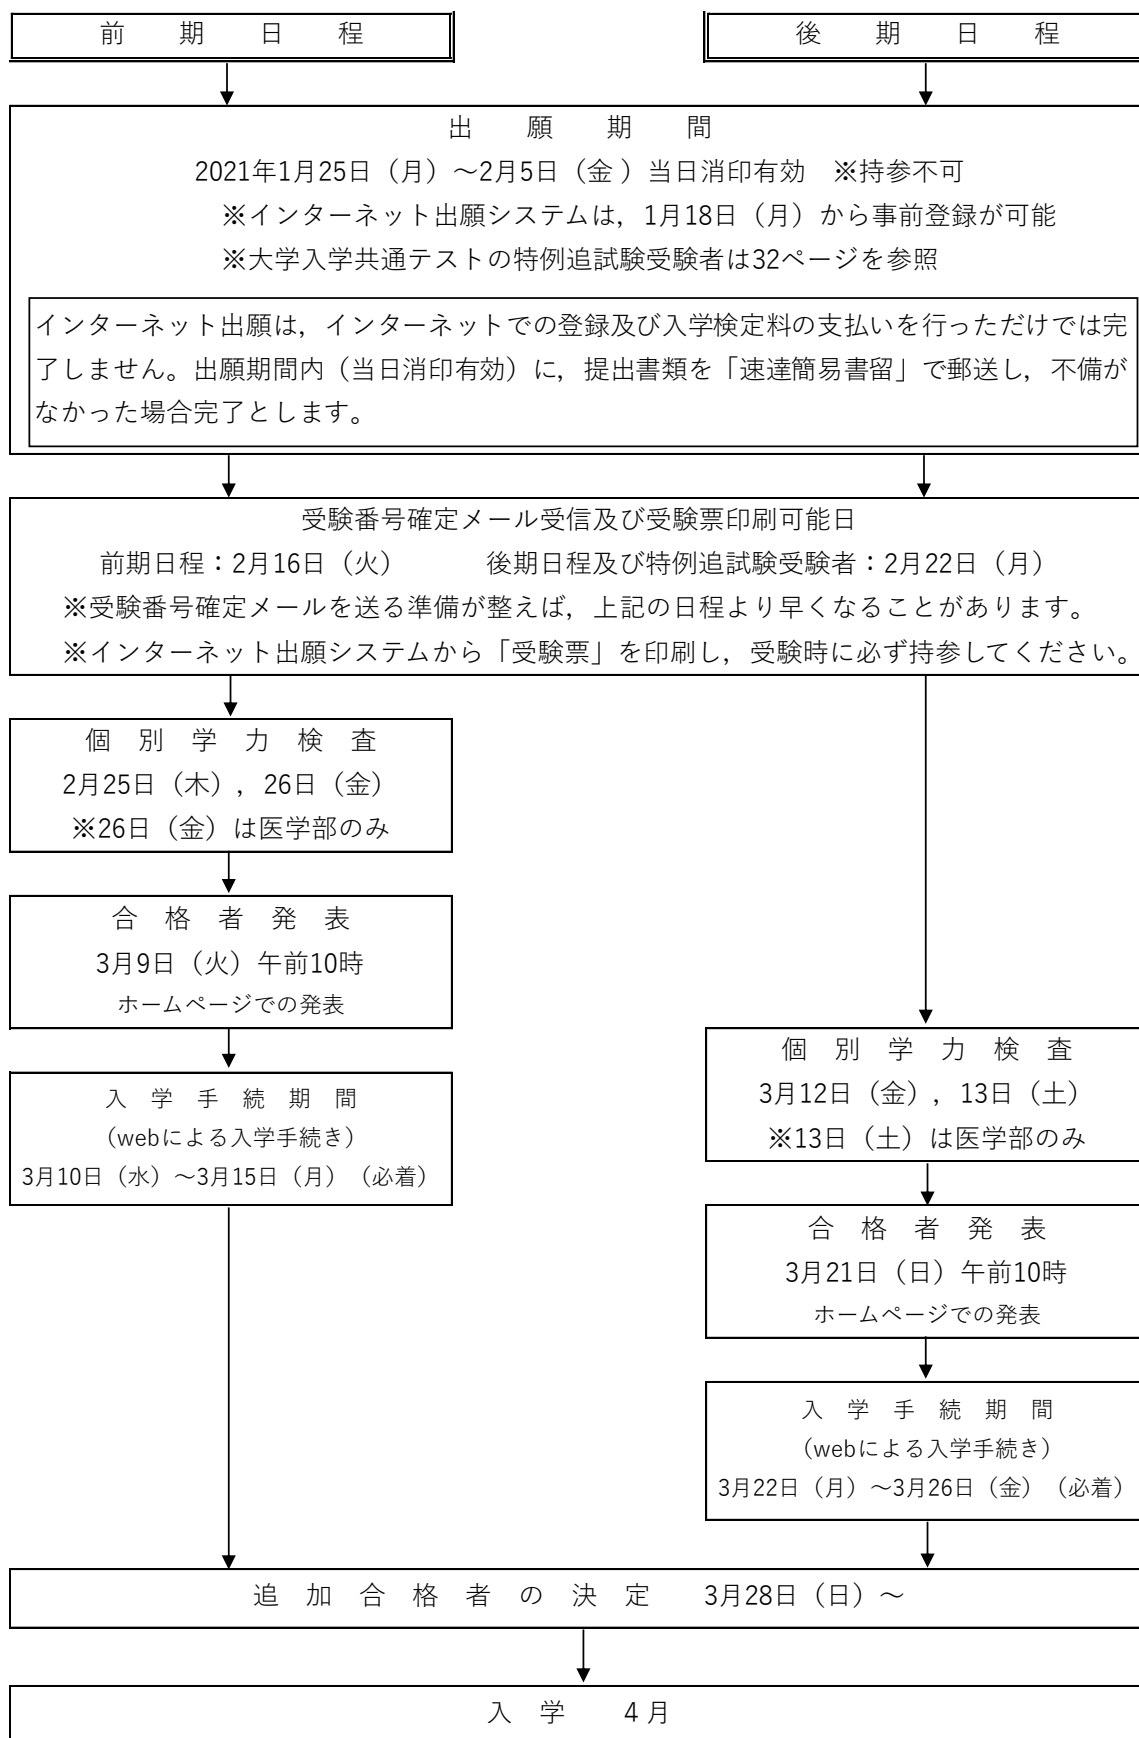 前期日程
後期日程
出願期間
2021年1月25日（月）～2月5日（金 ）当日消印有効　※持参不可
※インターネット出願システムは，1月18日（月）から事前登録が可能
※大学入学共通テストの特例追試験受験者は32ページを参照
インターネット出願は，インターネットでの登録及び入学検定料の支払いを行っただけでは完
了しません。出願期間内（当日消印有効）に，提出書類を「速達簡易書留」で郵送し，不備が
なかった場合完了とします。
受験番号確定メール受信及び受験票印刷可能日
前期日程：2月16日（火）　　後期日程及び特例追試験受験者：2月22日（月）
※受験番号確定メールを送る準備が整えば，上記の日程より早くなることがあります。
※インターネット出願システムから「受験票」を印刷し，受験時に必ず持参してください。
個別学力検査
2月25日（木）, 26日（金）
※26日（金）は医学部のみ
合格者発表
3月9日（火）午前10時
ホームページでの発表
入学手続期間
（webによる入学手続き）
3月10日（水）～3月15日（月）（必着）
個別学力検査
3月12日（金）, 13日（土）
※13日（土）は医学部のみ
合格者発表
3月21日（日）午前10時
ホームページでの発表
入学手続期間
（webによる入学手続き）
3月22日（月）～3月26日（金）（必着）
追加合格者の決定　3月28日（日）～
入学　4月